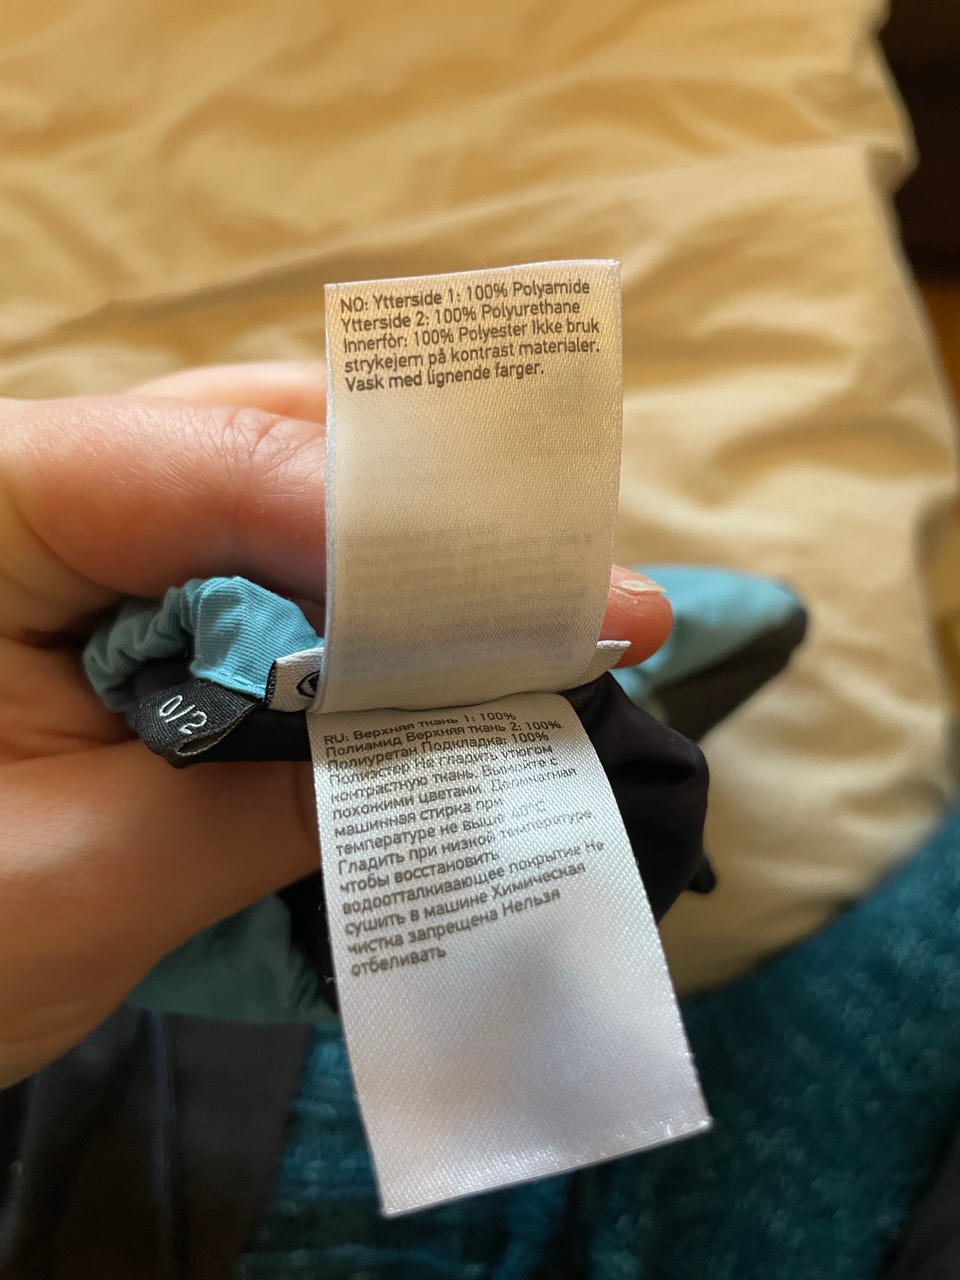 NO: Ytterside 1: 100% Polyamide
Ytterside 2: 100% Polyurethane
Innerfòr: 100% Polyester Ikke bruk
strykejern på kontrast materialer.
Vask med lignende farger.
0/2
RU: Верхняя ткань 1: 100%
Полиамид Верхняя ткань 2: 100%
Полиуретан Подкладка: 100%
Полиэстер Не гладить утюгом
контрастную ткань. Вымойте с
похожими цветами. Деликатная
машинная стирка при
температуре не выше 40°C
Гладить при низкой температуре
чтобы восстановить
водоотталкивающее покрытие Не
сушить в машине Химическая
чистка запрещена Нельзя
отбеливать